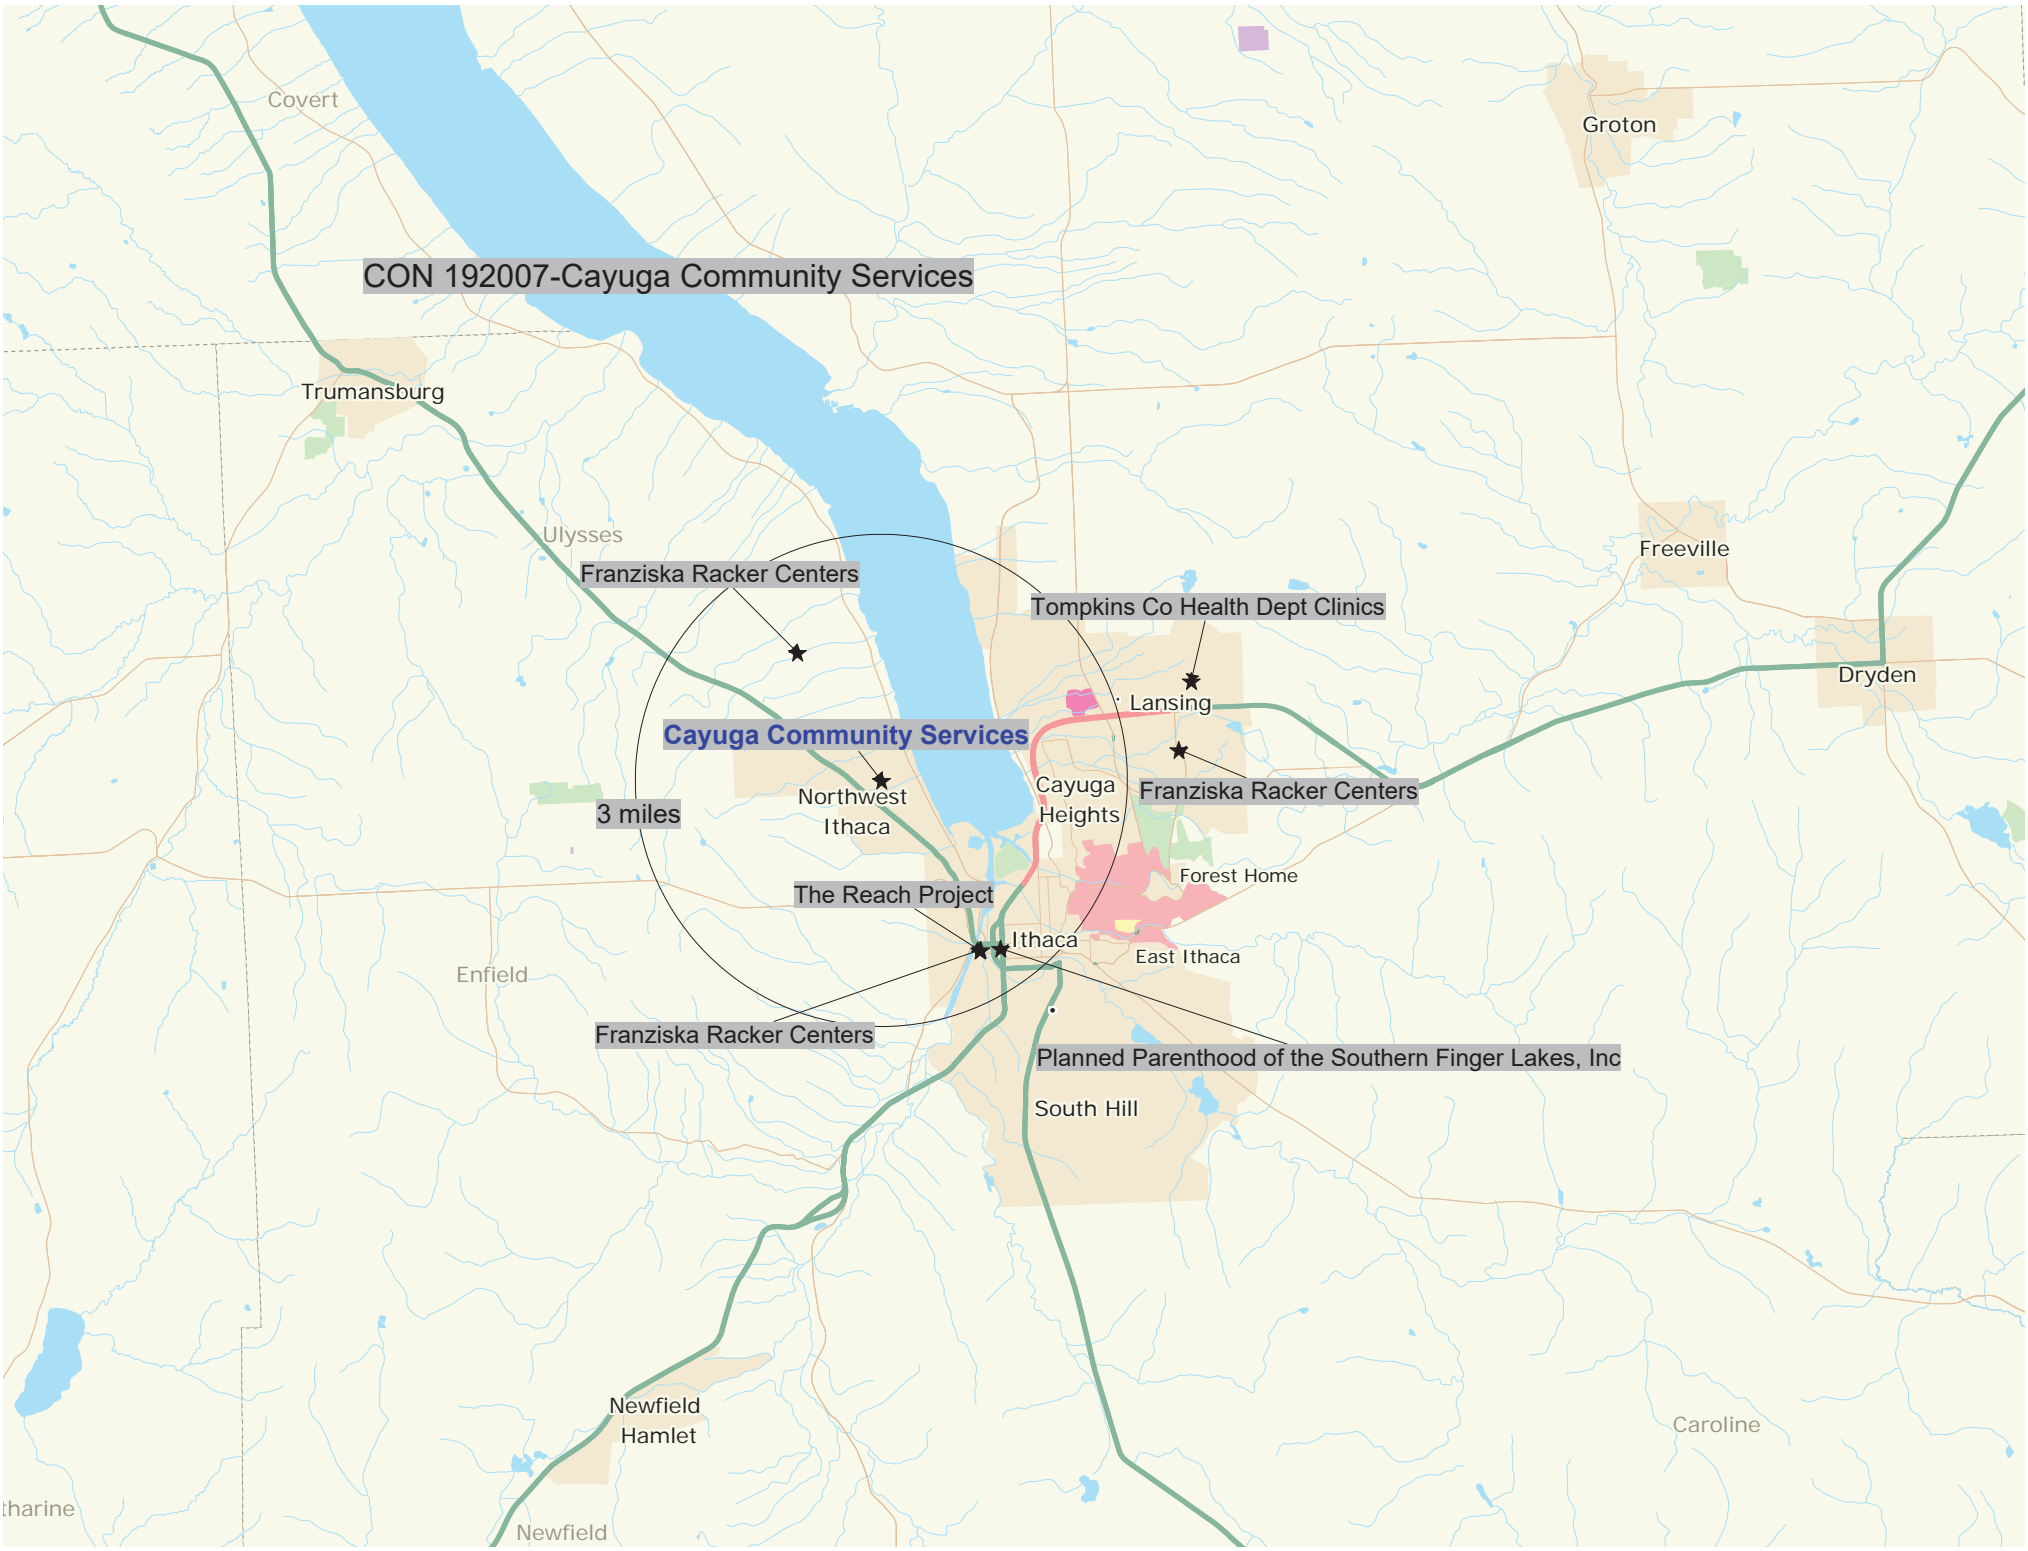 Covert
Groton
CON 192007-Cayuga Community Services
Trumansburg
Ulysses
Freeville
Franziska Racker Centers
Tompkins Co Health Dept Clinics
Dryden
Lansing
Cayuga Community Services
Cayuga
Heights
Franziska Racker Centers
Northwest
Ithaca
3 miles
Forest Home
The Reach Project
Ithaca
East Ithaca
Enfield
Franziska Racker Centers
Planned Parenthood of the Southern Finger Lakes, Inc
South Hill
Newfield
Hamlet
Caroline
tharine
Newfield